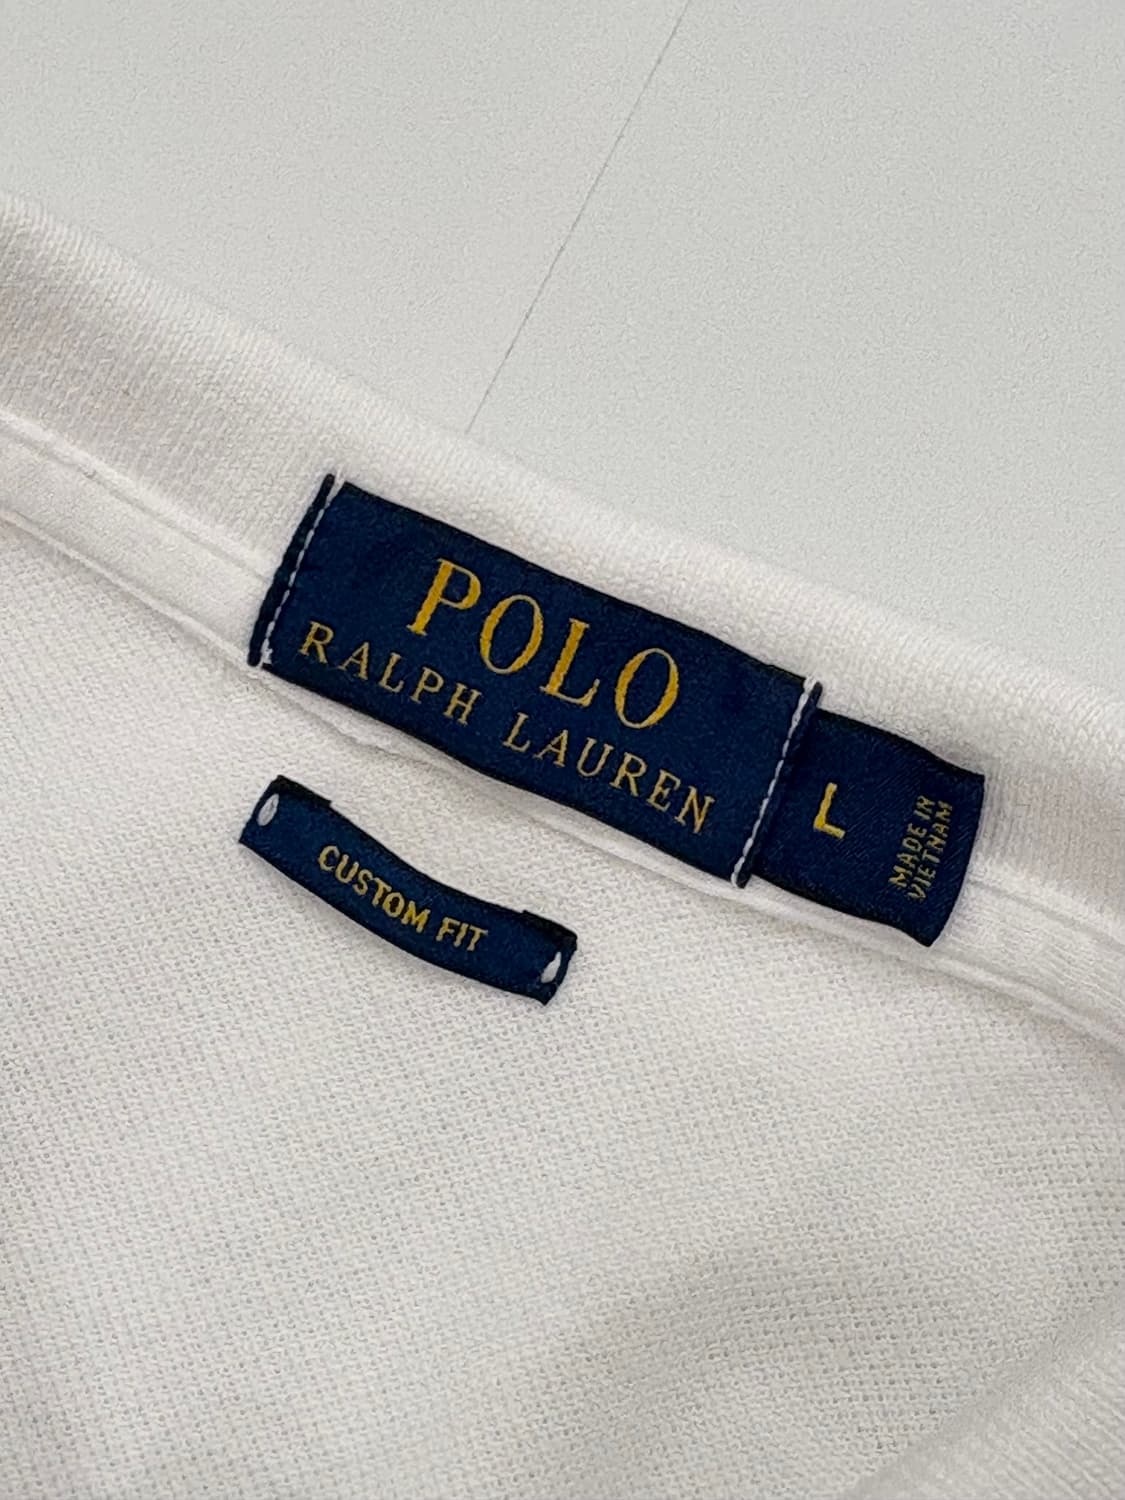 POLO
RALPH LAUREN
L
MADE IN
VIETNAM
CUSTOM FIT